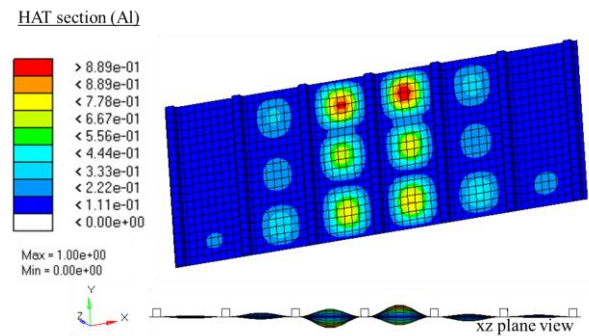 HAT section (Al)
> 8.89e-01
< 8.89e-01
< 7.78e-01
< 6.67e-01
< 5.56e-01
< 4.44e-01
< 3.33e-01
< 2.22e-01
< 1.11e-01
< 0.00e+00
Max = 1.00e+00
Min = 0.00e+00
Y
Z
X
xz plane view